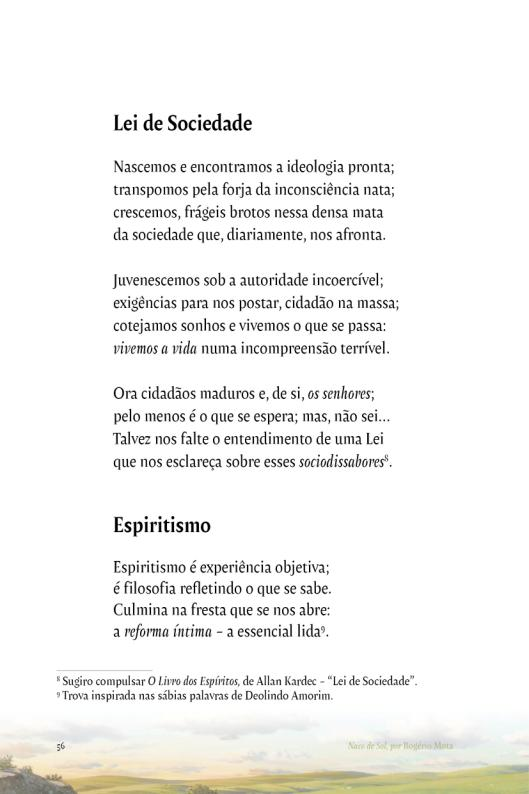 Lei de Sociedade
Nascemos e encontramos a ideologia pronta;
transpomos pela forja da inconsciência nata;
crescemos, frágeis brotos nessa densa mata
da sociedade que, diariamente, nos afronta.
Juvenescemos sob a autoridade incoercível;
exigências para nos postar, cidadão na massa;
cotejamos sonhos e vivemos o que se passa:
vivemos a vida numa incompreensão terrível.
Ora cidadãos maduros e, de si, os senhores;
pelo menos é o que se espera; mas, não sei...
Talvez nos falte o entendimento de uma Lei
que nos esclareça sobre esses sociodissabores⁸.
Espiritismo
Espiritismo é experiência objetiva;
é filosofia refletindo o que se sabe.
Culmina na fresta que se nos abre:
a reforma íntima – a essencial lida⁹.
⁸ Sugiro compulsar O Livro dos Espíritos, de Allan Kardec – “Lei de Sociedade”.
⁹ Trova inspirada nas sábias palavras de Deolindo Amorim.
56
Naco de Sol, por Rogério Mota